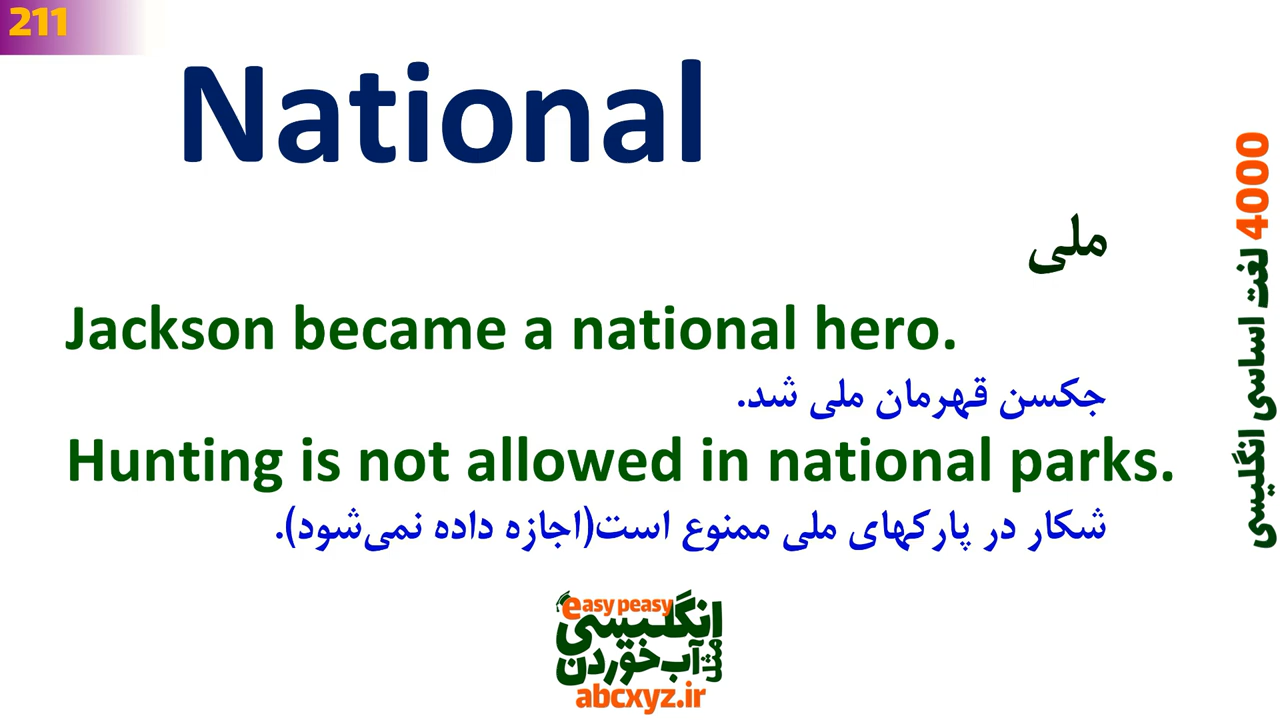 211
National
ملی
Jackson became a national hero.
جکسن قهرمان ملی شد.
Hunting is not allowed in national parks.
شکار در پارکهای ملی ممنوع است(اجازه داده نمی‌شود).
4000 لغت اساسی انگلیسی
easy peasy
انگلیسی
مثل آب خوردن
abcxyz.ir